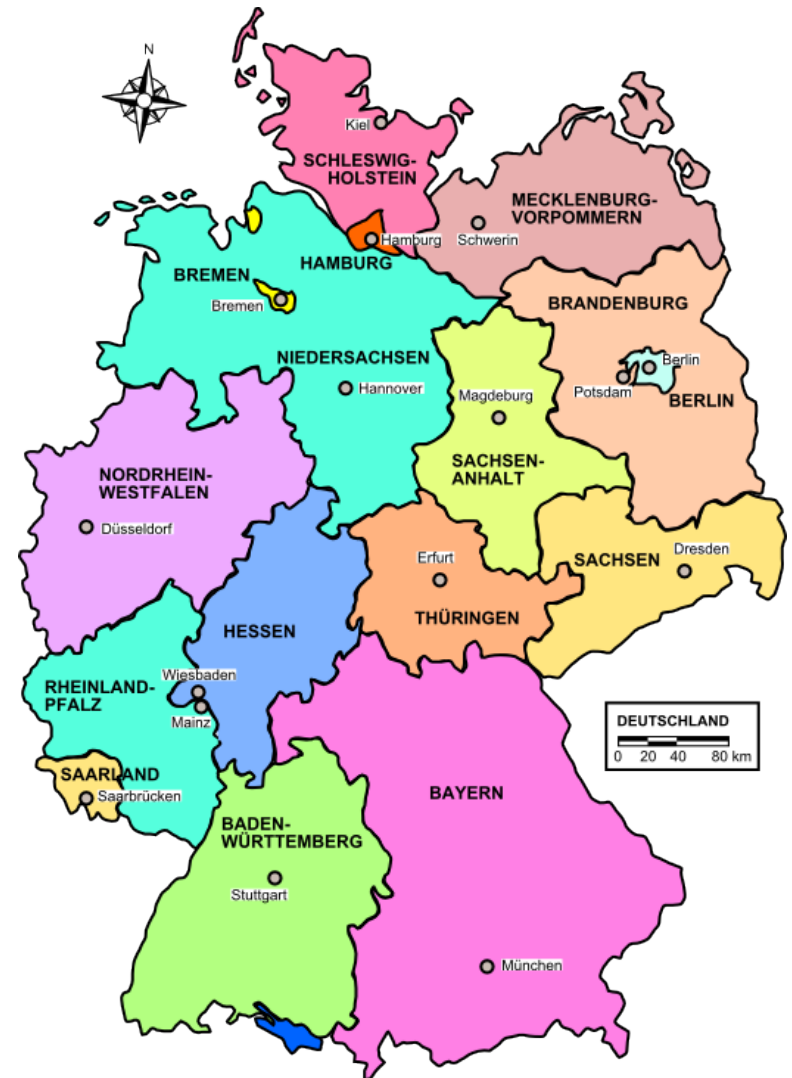 N
Kiel
SCHLESWIG-
HOLSTEIN
MECKLENBURG-
VORPOMMERN
Hamburg
Schwerin
HAMBURG
BREMEN
Bremen
BRANDENBURG
NIEDERSACHSEN
Hannover
Berlin
Potsdam
BERLIN
Magdeburg
SACHSEN-
ANHALT
NORDRHEIN-
WESTFALEN
Düsseldorf
Erfurt
THÜRINGEN
SACHSEN
Dresden
HESSEN
Wiesbaden
Mainz
RHEINLAND-
PFALZ
SAARLAND
Saarbrücken
DEUTSCHLAND
0 20 40 80 km
BAYERN
BADEN-
WÜRTTEMBERG
Stuttgart
München